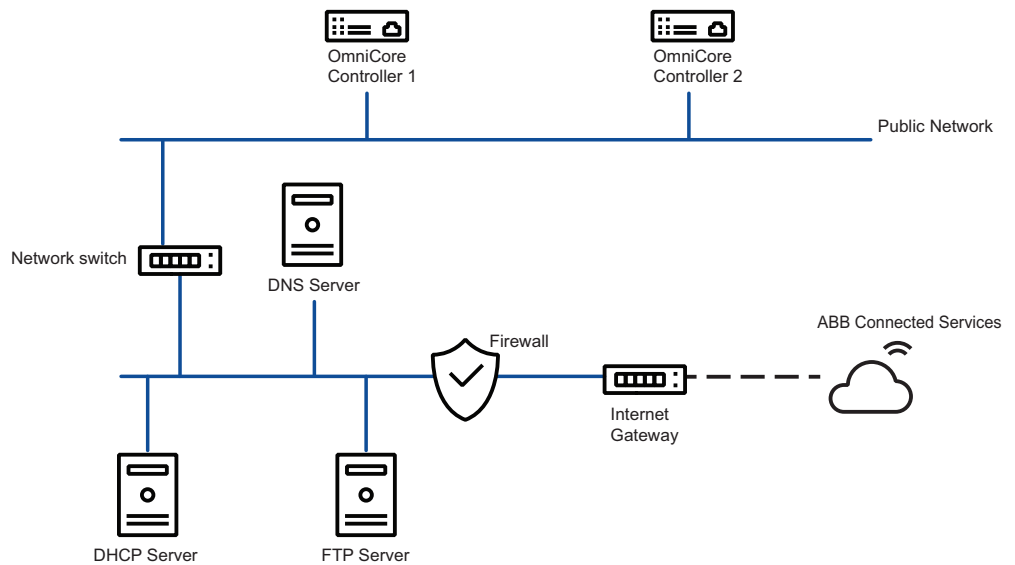 OmniCore
Controller 1
OmniCore
Controller 2
Public Network
Network switch
DNS Server
Firewall
ABB Connected Services
Internet
Gateway
DHCP Server
FTP Server